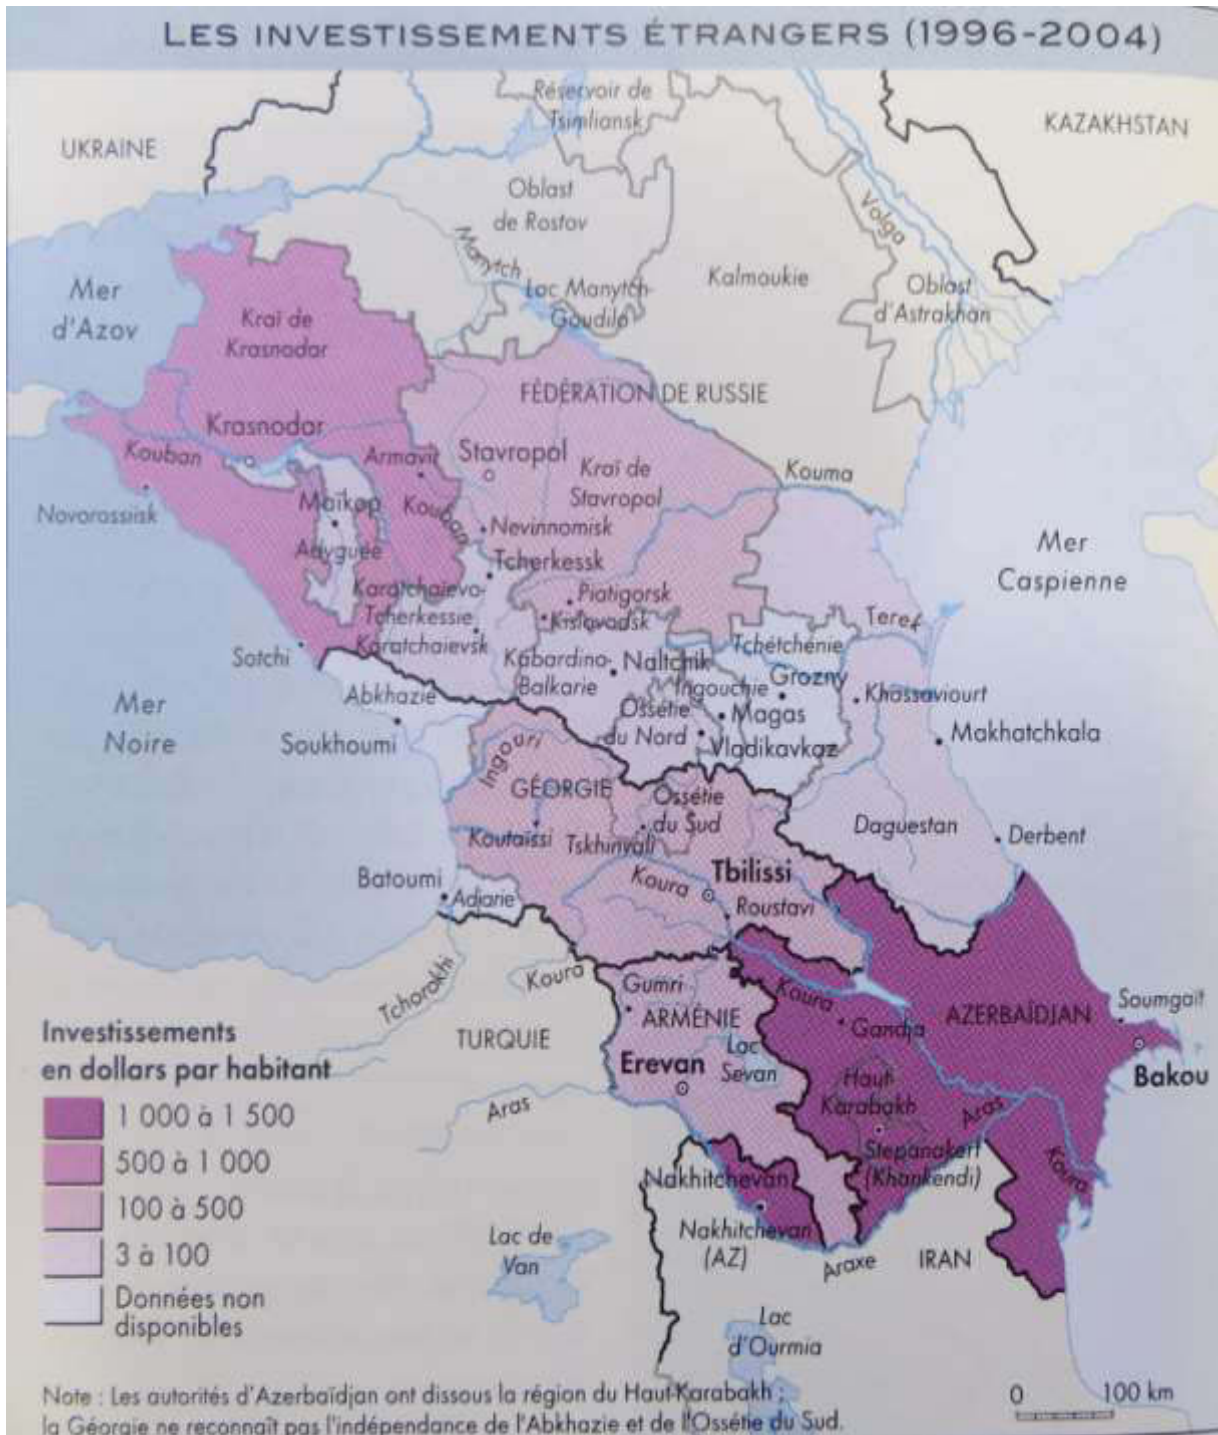 LES INVESTISSEMENTS ÉTRANGERS (1996-2004)
Réservoir de
Tsimliansk
UKRAINE
KAZAKHSTAN
Oblast
de Rostov
Volga
Manytch
Kalmoukie
Mer
d'Azov
Lac Manytch-
Goudilo
Oblast
d'Astrakhan
Kraï de
Krasnodar
FÉDÉRATION DE RUSSIE
Krasnodar
Kouban
Armavir
Stavropol
Kraï de
Stavropol
Kouma
Novorassiisk
Maïkop
Kouban
Nevinnomisk
Adyguée
Tcherkessk
Mer
Caspienne
Karatchaïevo-
Tcherkessie
Piatigorsk
Kislovodsk
Terek
Karatchaïevsk
Tchétchénie
Sotchi
Kabardino-
Balkarie
Naltchik
Grozny
Ingouchie
Khassaviourt
Abkhazie
Mer
Noire
Soukhoumi
Ossétie
du Nord
Magas
Vladikavkaz
Makhatchkala
Ingouri
GÉORGIE
Ossétie
du Sud
Koutaïssi
Tskhinvali
Daguestan
Derbent
Batoumi
Adjarie
Koura
Tbilissi
Roustavi
Tchorokhi
Koura
Gumri
Koura
ARMÉNIE
Gandja
AZERBAÏDJAN
Soumgaït
TURQUIE
Lac
Sevan
Erevan
Bakou
Haut-
Karabakh
Aras
Aras
Stepanakert
(Khankendi)
Koura
Nakhitchevan
Nakhitchevan
(AZ)
Araxe
IRAN
Lac de
Van
Lac
d'Ourmia
Investissements
en dollars par habitant
1 000 à 1 500
500 à 1 000
100 à 500
3 à 100
Données non
disponibles
0 100 km
Note : Les autorités d'Azerbaïdjan ont dissous la région du Haut-Karabakh ;
la Géorgie ne reconnaît pas l'indépendance de l'Abkhazie et de l'Ossétie du Sud.